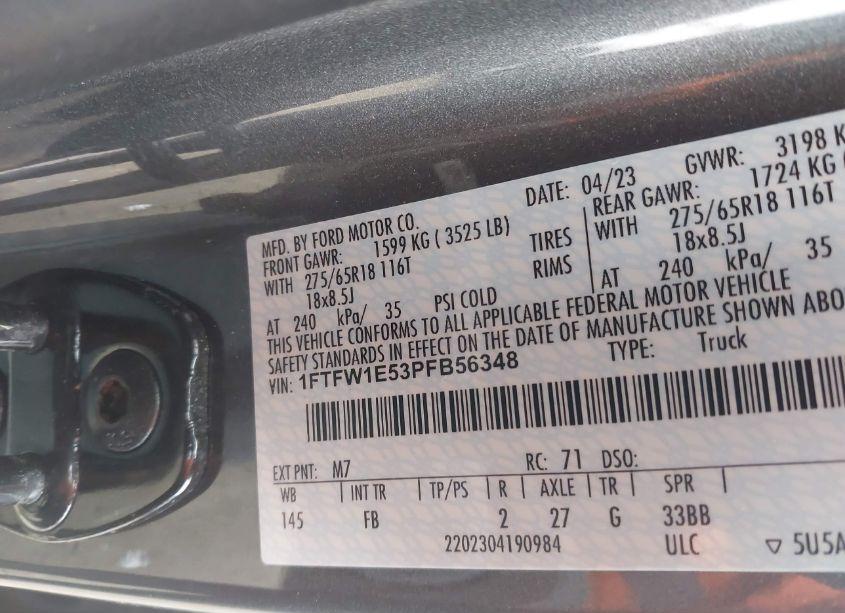 MFD. BY FORD MOTOR CO. DATE: 04/23 GVWR: 3198 K
FRONT GAWR: 1599 KG ( 3525 LB) REAR GAWR: 1724 KG (
WITH 275/65R18 116T TIRES WITH 275/65R18 116T
18x8.5J RIMS 18x8.5J
AT 240 kPa/ 35 PSI COLD AT 240 kPa/ 35
THIS VEHICLE CONFORMS TO ALL APPLICABLE FEDERAL MOTOR VEHICLE
SAFETY STANDARDS IN EFFECT ON THE DATE OF MANUFACTURE SHOWN ABO
VIN: 1FTFW1E53PFB56348 TYPE: Truck
EXT PNT: M7 RC: 71 DSO:
WB INT TR TP/PS R AXLE TR SPR
145 FB 2 27 G 33BB
2202304190984 ULC ▽ 5U5A